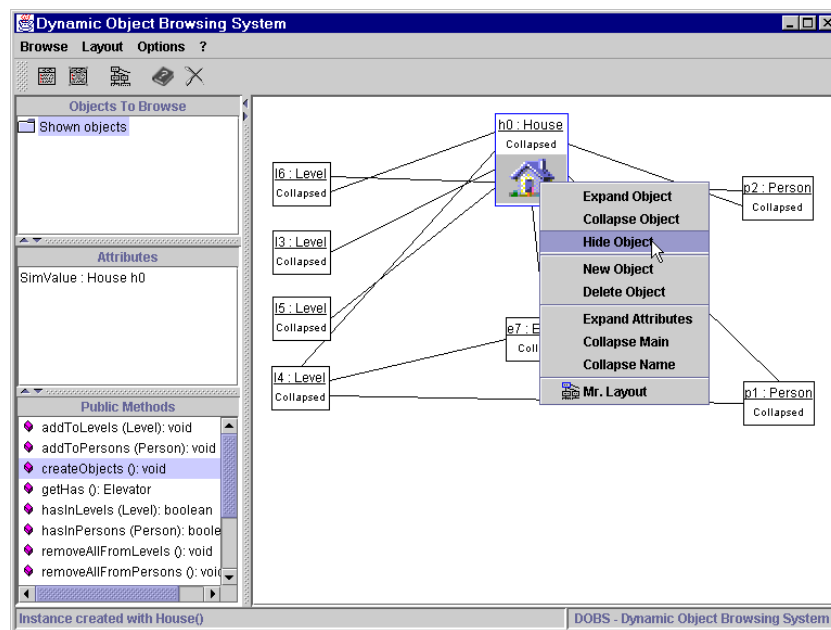 Dynamic Object Browsing System
Browse Layout Options ?
Objects To Browse
Shown objects
Attributes
SimValue : House h0
Public Methods
addToLevels (Level): void
addToPersons (Person): void
createObjects (): void
getHas (): Elevator
hasInLevels (Level): boolean
hasInPersons (Person): boole
removeAllFromLevels (): void
removeAllFromPersons (): voi
h0 : House
Collapsed
l6 : Level
Collapsed
p2 : Person
Collapsed
l3 : Level
Collapsed
l5 : Level
Collapsed
e7 : E
Coll
l4 : Level
Collapsed
p1 : Person
Collapsed
Expand Object
Collapse Object
Hide Object
New Object
Delete Object
Expand Attributes
Collapse Main
Collapse Name
Mr. Layout
Instance created with House()
DOBS - Dynamic Object Browsing System